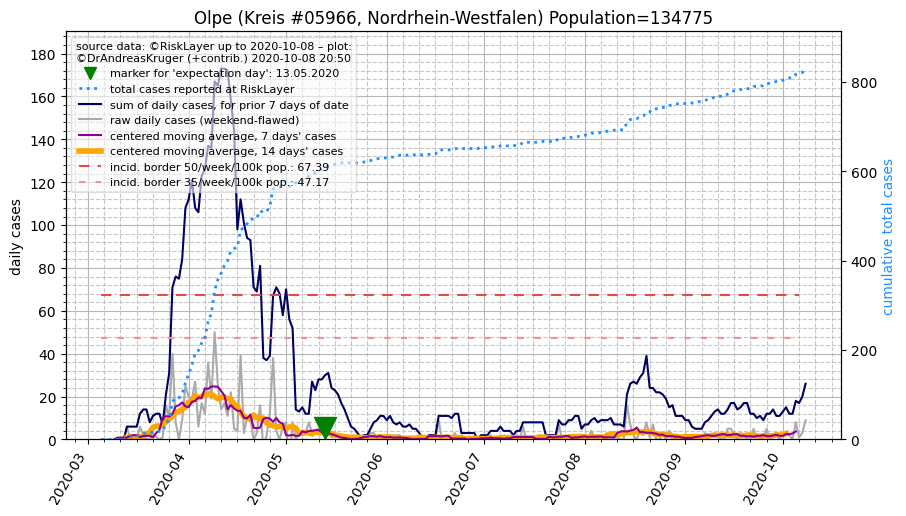 Olpe (Kreis #05966, Nordrhein-Westfalen) Population=134775
source data: ©RiskLayer up to 2020-10-08 – plot:
©DrAndreasKruger (+contrib.) 2020-10-08 20:50
marker for 'expectation day': 13.05.2020
total cases reported at RiskLayer
sum of daily cases, for prior 7 days of date
raw daily cases (weekend-flawed)
centered moving average, 7 days' cases
centered moving average, 14 days' cases
incid. border 50/week/100k pop.: 67.39
incid. border 35/week/100k pop.: 47.17
daily cases
180
160
140
120
100
80
60
40
20
0
cumulative total cases
800
600
400
200
0
2020-03
2020-04
2020-05
2020-06
2020-07
2020-08
2020-09
2020-10